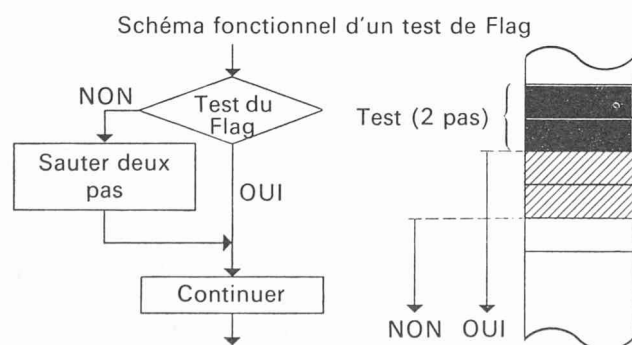 Schéma fonctionnel d'un test de Flag
NON
Test du
Flag
Sauter deux
pas
OUI
Continuer
Test (2 pas)
NON OUI